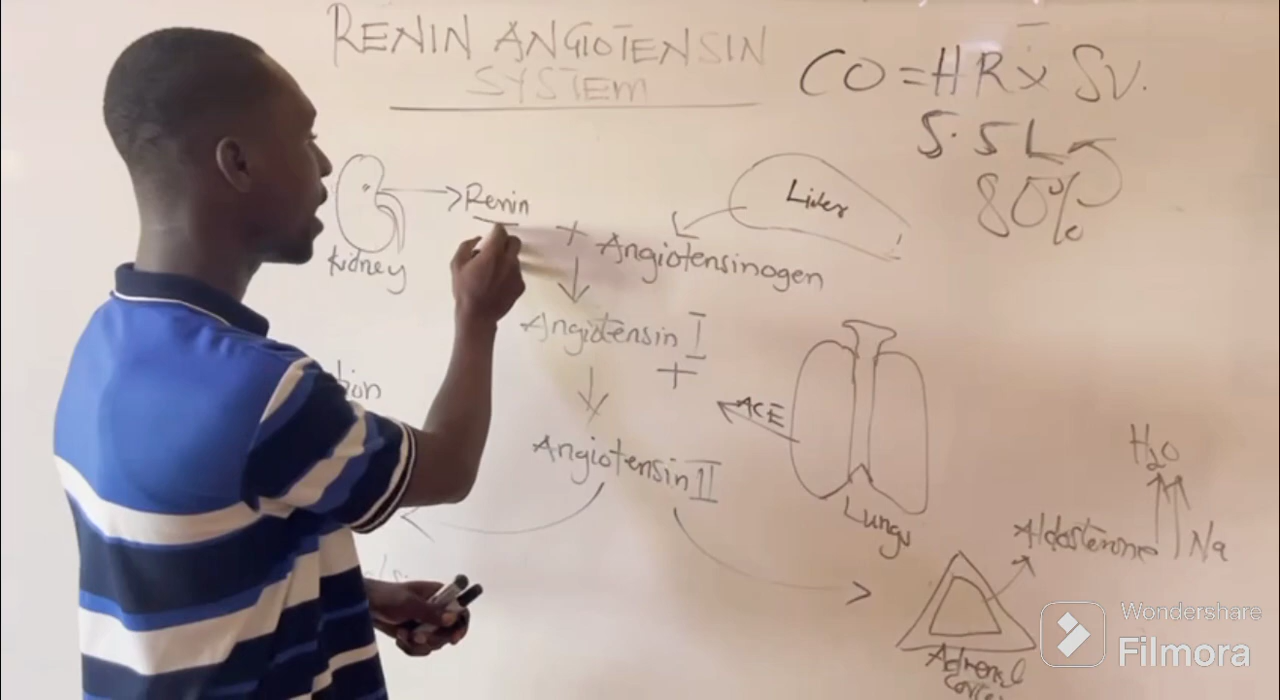 RENIN ANGIOTENSIN
SYSTEM
CO = HR x SV.
5.5L
80%
Renin
Liver
Kidney
+ Angiotensinogen
Angiotensin I
+
ACE
Angiotensin II
Lungs
H2O
Aldosterone
Na
Adrenal
Wondershare
Filmora